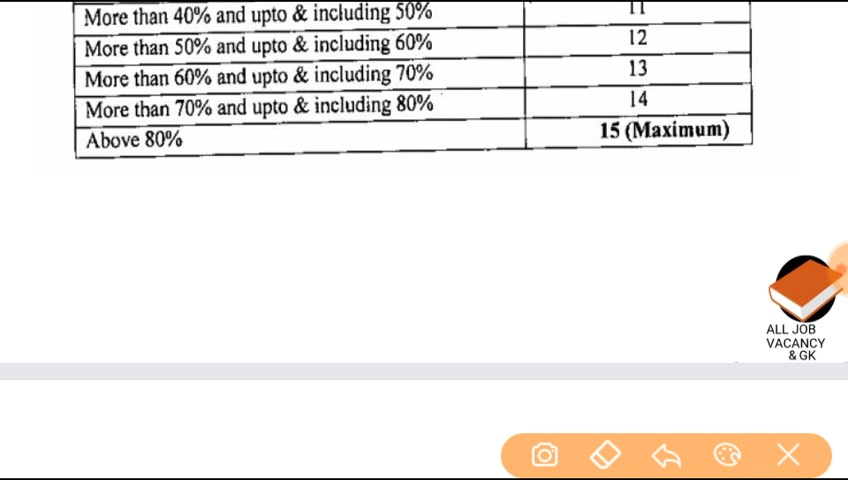 More than 40% and upto & including 50% 11
More than 50% and upto & including 60% 12
More than 60% and upto & including 70% 13
More than 70% and upto & including 80% 14
Above 80% 15 (Maximum)
ALL JOB
VACANCY
& GK